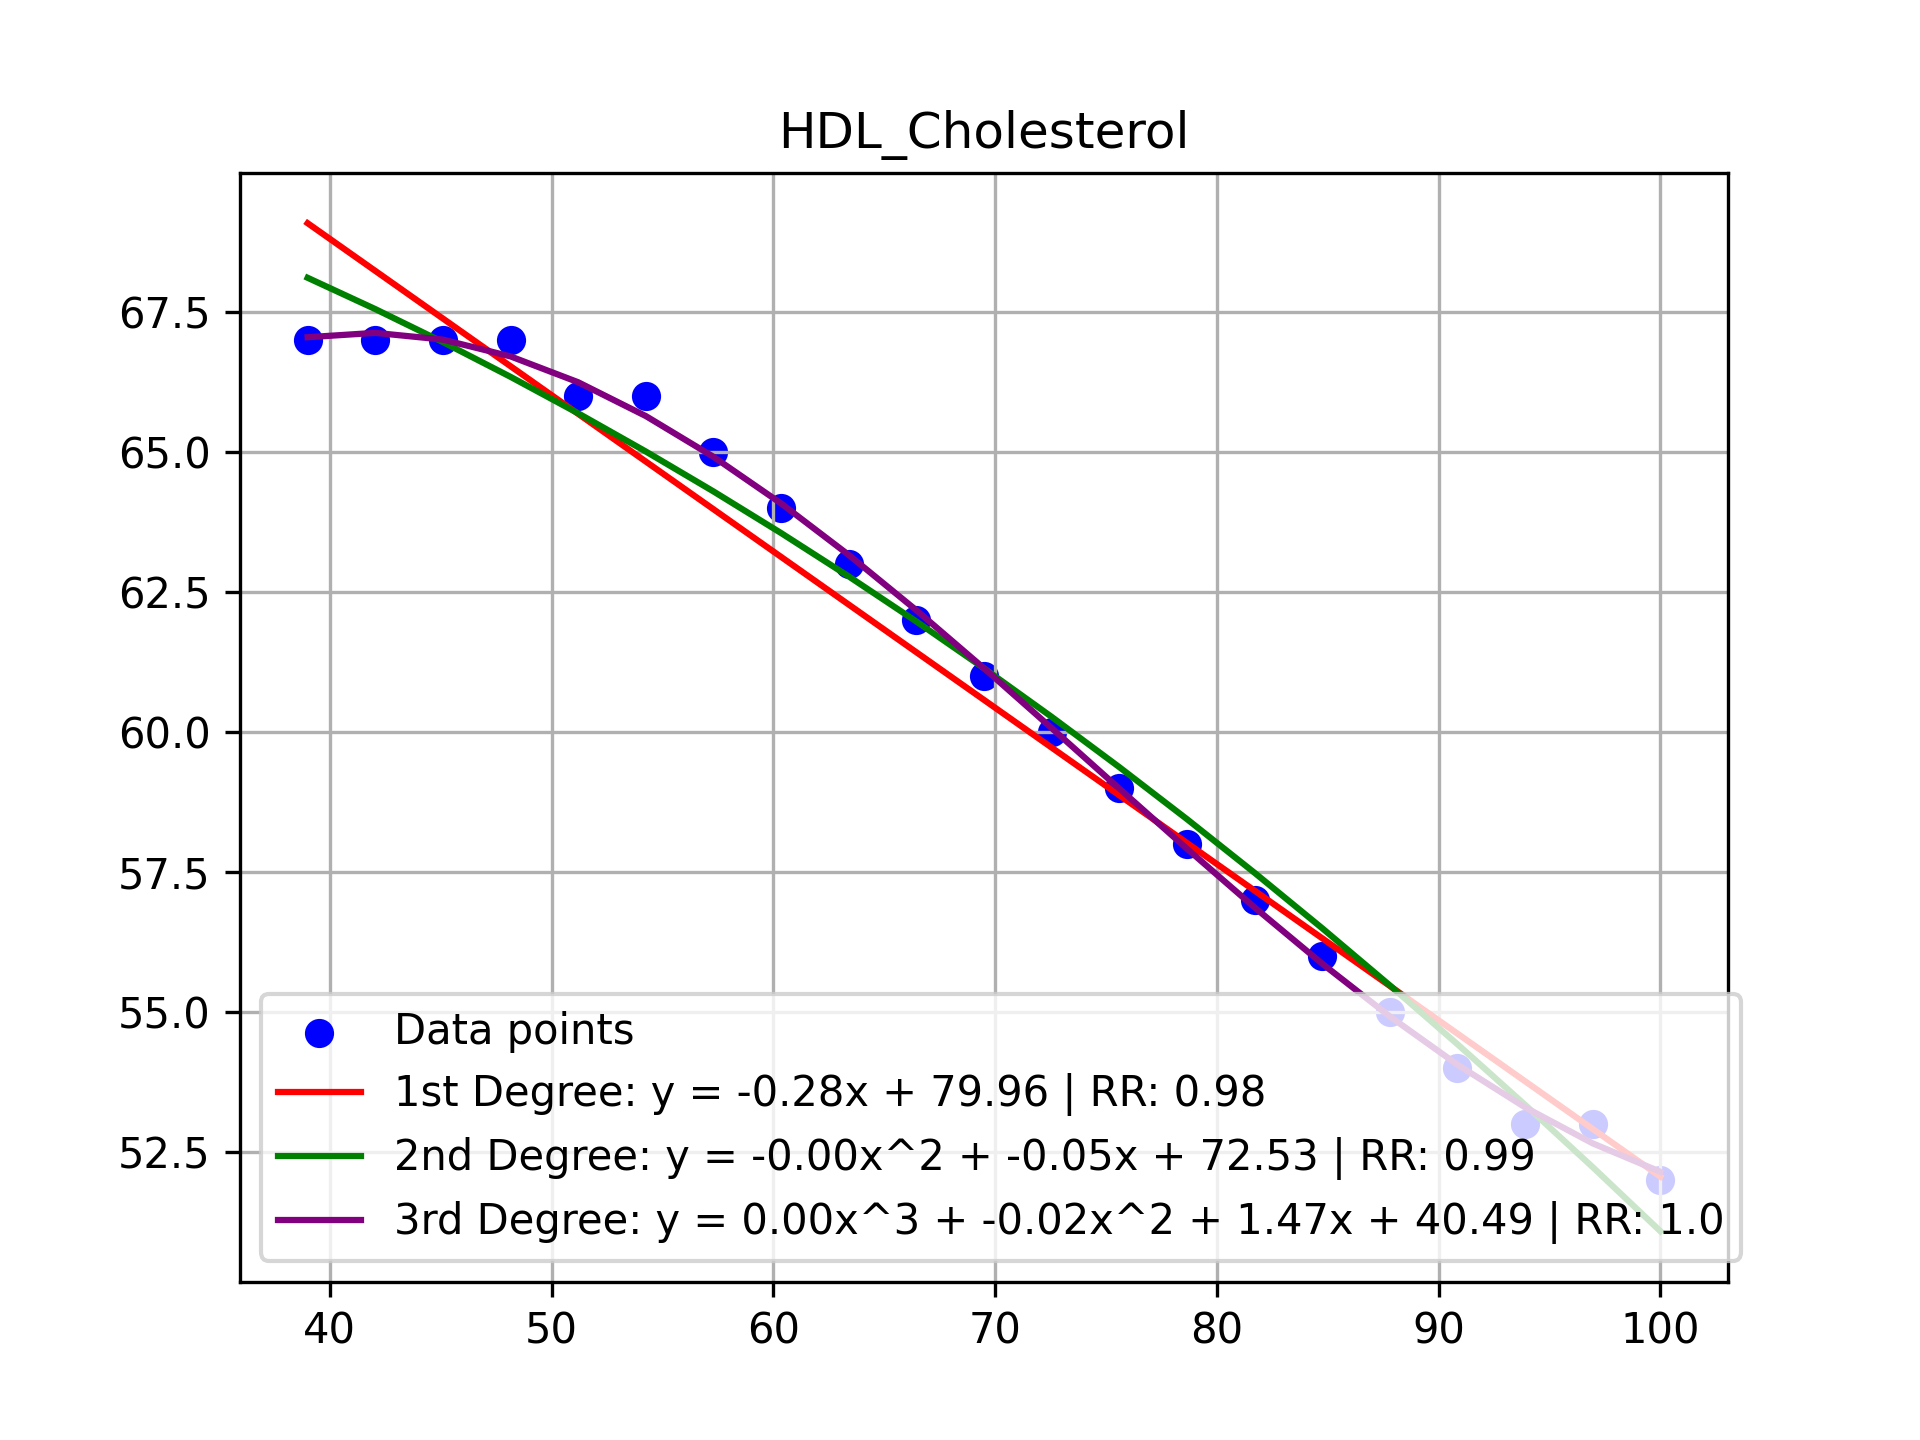 HDL_Cholesterol
67.5
65.0
62.5
60.0
57.5
55.0
52.5
Data points
1st Degree: y = -0.28x + 79.96 | RR: 0.98
2nd Degree: y = -0.00x^2 + -0.05x + 72.53 | RR: 0.99
3rd Degree: y = 0.00x^3 + -0.02x^2 + 1.47x + 40.49 | RR: 1.0
40 50 60 70 80 90 100